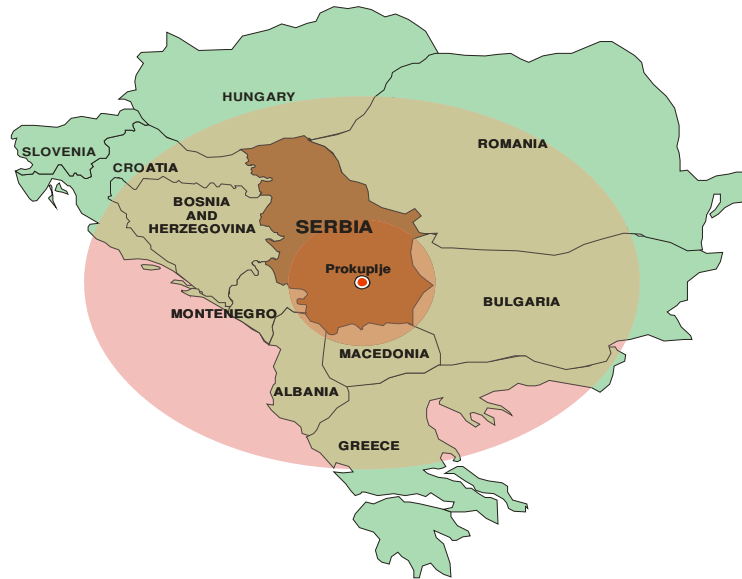 HUNGARY
ROMANIA
SLOVENIA
CROATIA
BOSNIA
AND
HERZEGOVINA
SERBIA
Prokuplje
BULGARIA
MONTENEGRO
MACEDONIA
ALBANIA
GREECE